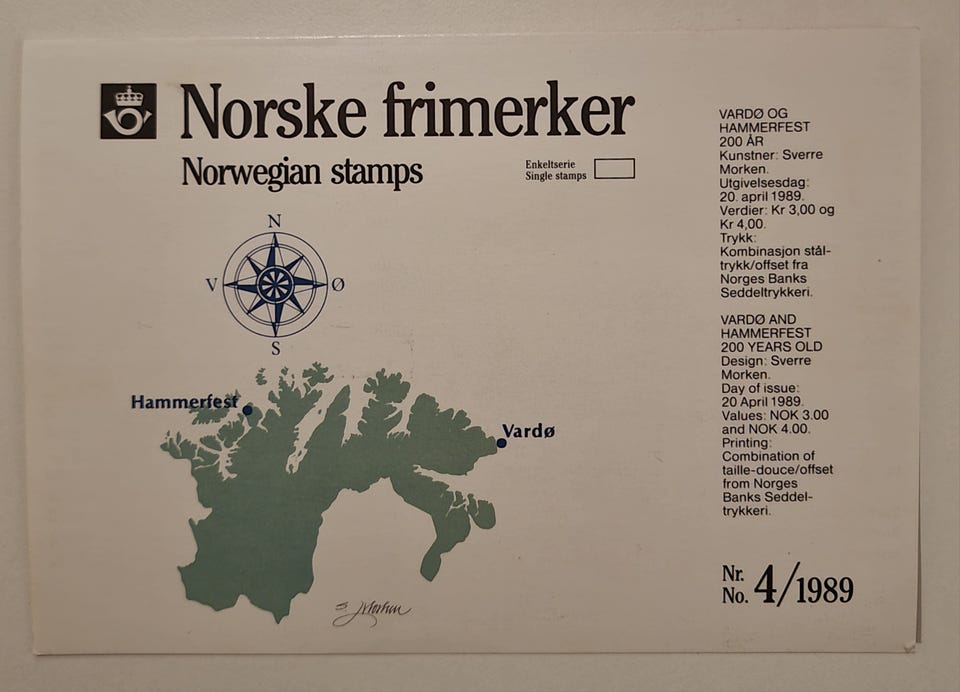 Norske frimerker
Norwegian stamps
Enkeltserie
Single stamps
N
V
Ø
S
Hammerfest
Vardø
S. Morken
VARDØ OG
HAMMERFEST
200 ÅR
Kunstner: Sverre
Morken.
Utgivelsesdag:
20. april 1989.
Verdier: Kr 3,00 og
Kr 4,00.
Trykk:
Kombinasjon stål-
trykk/offset fra
Norges Banks
Seddeltrykkeri.
VARDØ AND
HAMMERFEST
200 YEARS OLD
Design: Sverre
Morken.
Day of issue:
20 April 1989.
Values: NOK 3.00
and NOK 4.00.
Printing:
Combination of
taille-douce/offset
from Norges
Banks Seddel-
trykkeri.
Nr.
No. 4/1989